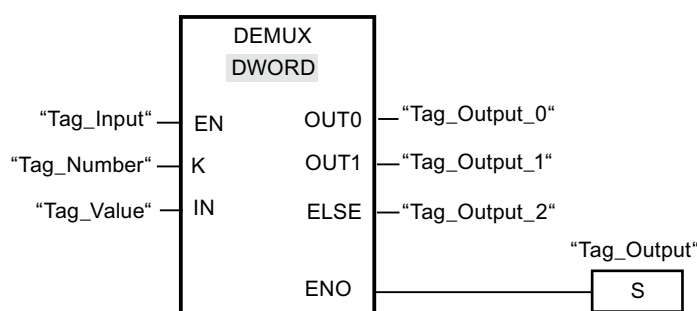 DEMUX
DWORD
“Tag_Input“ EN OUT0 “Tag_Output_0“
“Tag_Number“ K OUT1 “Tag_Output_1“
“Tag_Value“ IN ELSE “Tag_Output_2“
“Tag_Output“
ENO S